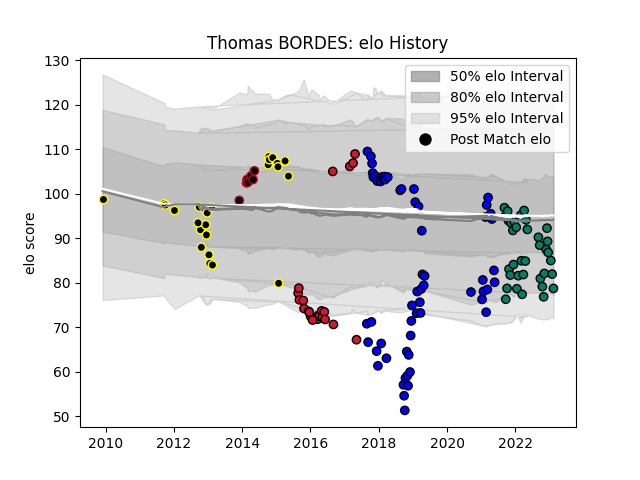 Thomas BORDES: elo History
50% elo Interval
80% elo Interval
95% elo Interval
Post Match elo
elo score
130
120
110
100
90
80
70
60
50
2010 2012 2014 2016 2018 2020 2022